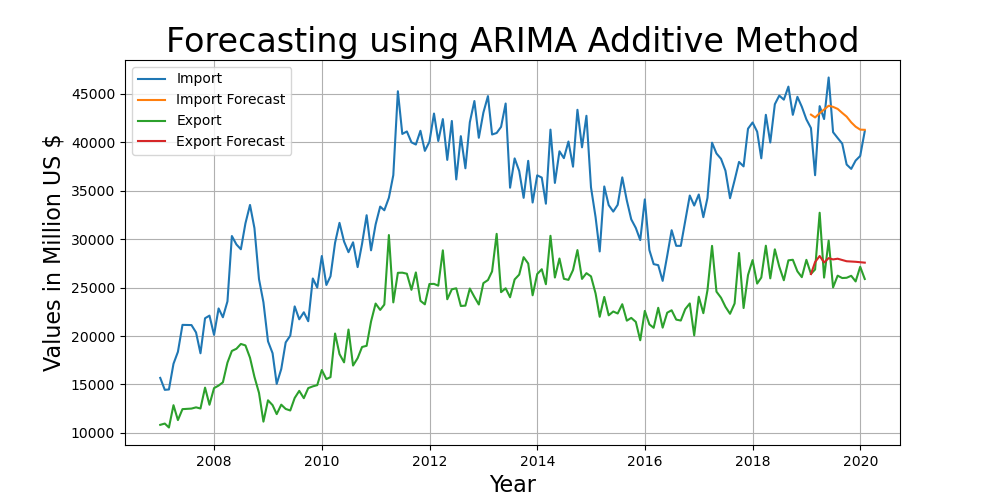 Forecasting using ARIMA Additive Method
Import
Import Forecast
Export
Export Forecast
45000
40000
35000
30000
25000
20000
15000
10000
Values in Million US $
2008 2010 2012 2014 2016 2018 2020
Year